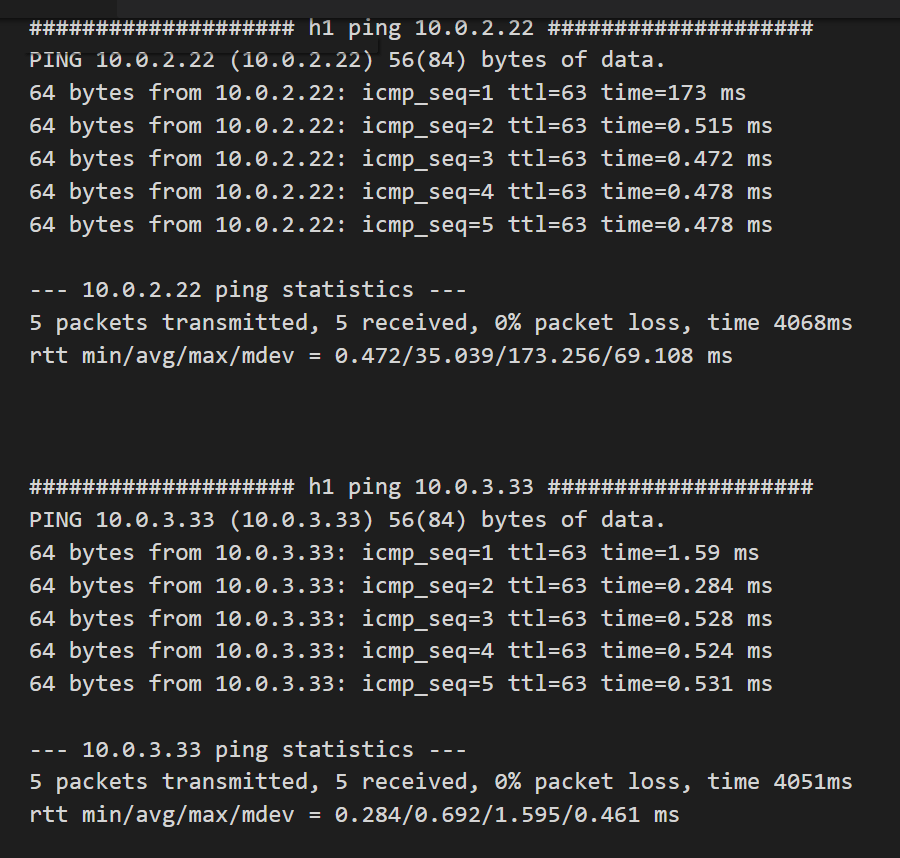 #################### h1 ping 10.0.2.22 ####################
PING 10.0.2.22 (10.0.2.22) 56(84) bytes of data.
64 bytes from 10.0.2.22: icmp_seq=1 ttl=63 time=173 ms
64 bytes from 10.0.2.22: icmp_seq=2 ttl=63 time=0.515 ms
64 bytes from 10.0.2.22: icmp_seq=3 ttl=63 time=0.472 ms
64 bytes from 10.0.2.22: icmp_seq=4 ttl=63 time=0.478 ms
64 bytes from 10.0.2.22: icmp_seq=5 ttl=63 time=0.478 ms
--- 10.0.2.22 ping statistics ---
5 packets transmitted, 5 received, 0% packet loss, time 4068ms
rtt min/avg/max/mdev = 0.472/35.039/173.256/69.108 ms
#################### h1 ping 10.0.3.33 ####################
PING 10.0.3.33 (10.0.3.33) 56(84) bytes of data.
64 bytes from 10.0.3.33: icmp_seq=1 ttl=63 time=1.59 ms
64 bytes from 10.0.3.33: icmp_seq=2 ttl=63 time=0.284 ms
64 bytes from 10.0.3.33: icmp_seq=3 ttl=63 time=0.528 ms
64 bytes from 10.0.3.33: icmp_seq=4 ttl=63 time=0.524 ms
64 bytes from 10.0.3.33: icmp_seq=5 ttl=63 time=0.531 ms
--- 10.0.3.33 ping statistics ---
5 packets transmitted, 5 received, 0% packet loss, time 4051ms
rtt min/avg/max/mdev = 0.284/0.692/1.595/0.461 ms